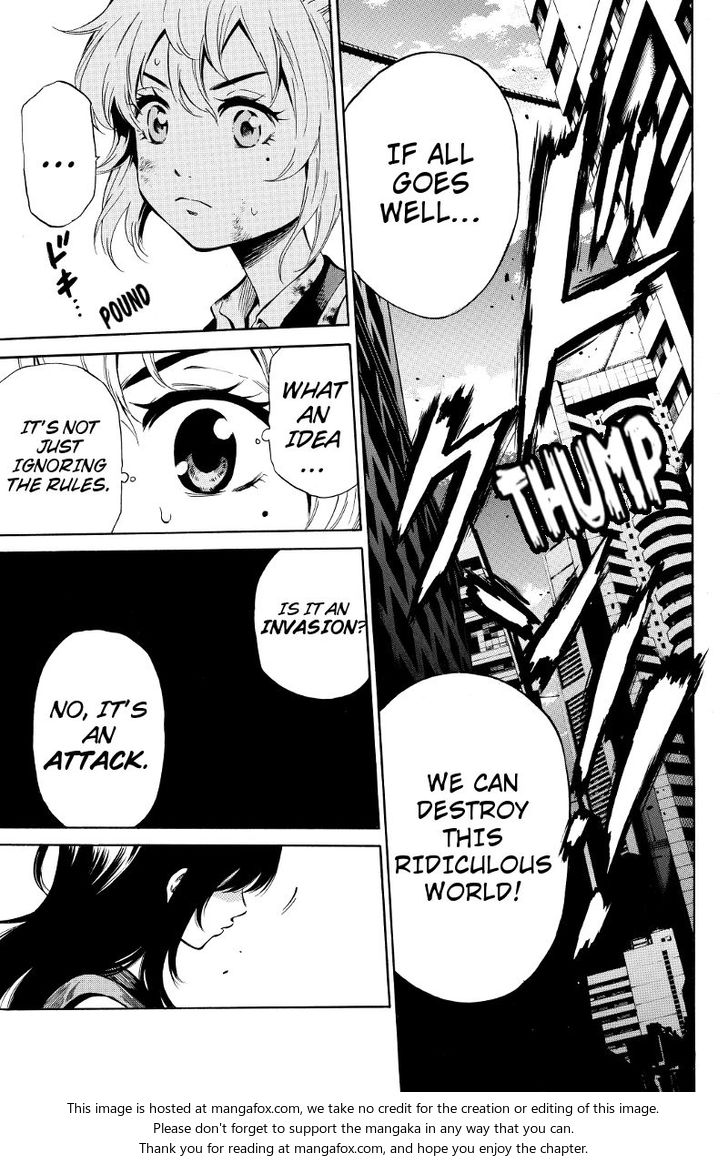 IF ALL
GOES
WELL...
THUMP
WE CAN
DESTROY
THIS
RIDICULOUS
WORLD!
...
ドキ...
POUND
WHAT
AN
IDEA
...
IT'S NOT
JUST
IGNORING
THE RULES.
IS IT AN
INVASION?
NO, IT'S
AN
ATTACK.
This image is hosted at mangafox.com, we take no credit for the creation or editing of this image.
Please don't forget to support the mangaka in any way that you can.
Thank you for reading at mangafox.com, and hope you enjoy the chapter.